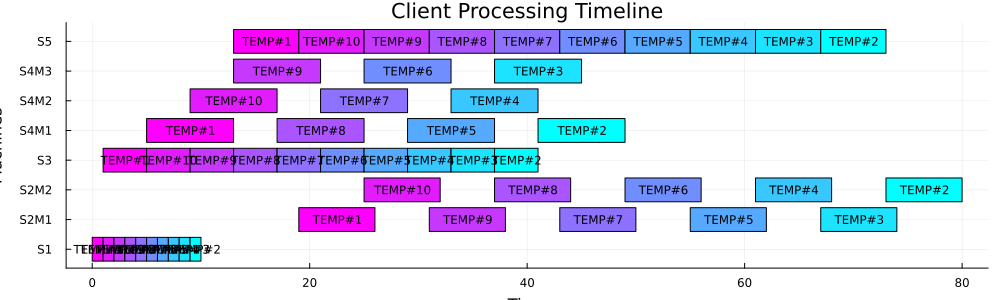 Client Processing Timeline
S5 TEMP#1 TEMP#10 TEMP#9 TEMP#8 TEMP#7 TEMP#6 TEMP#5 TEMP#4 TEMP#3 TEMP#2
S4M3 TEMP#9 TEMP#6 TEMP#3
S4M2 TEMP#10 TEMP#7 TEMP#4
S4M1 TEMP#1 TEMP#8 TEMP#5 TEMP#2
S3 TEMP#1 TEMP#10 TEMP#9 TEMP#8 TEMP#7 TEMP#6 TEMP#5 TEMP#4 TEMP#3 TEMP#2
S2M2 TEMP#10 TEMP#8 TEMP#6 TEMP#4 TEMP#2
S2M1 TEMP#1 TEMP#9 TEMP#7 TEMP#5 TEMP#3
S1
0 20 40 60 80